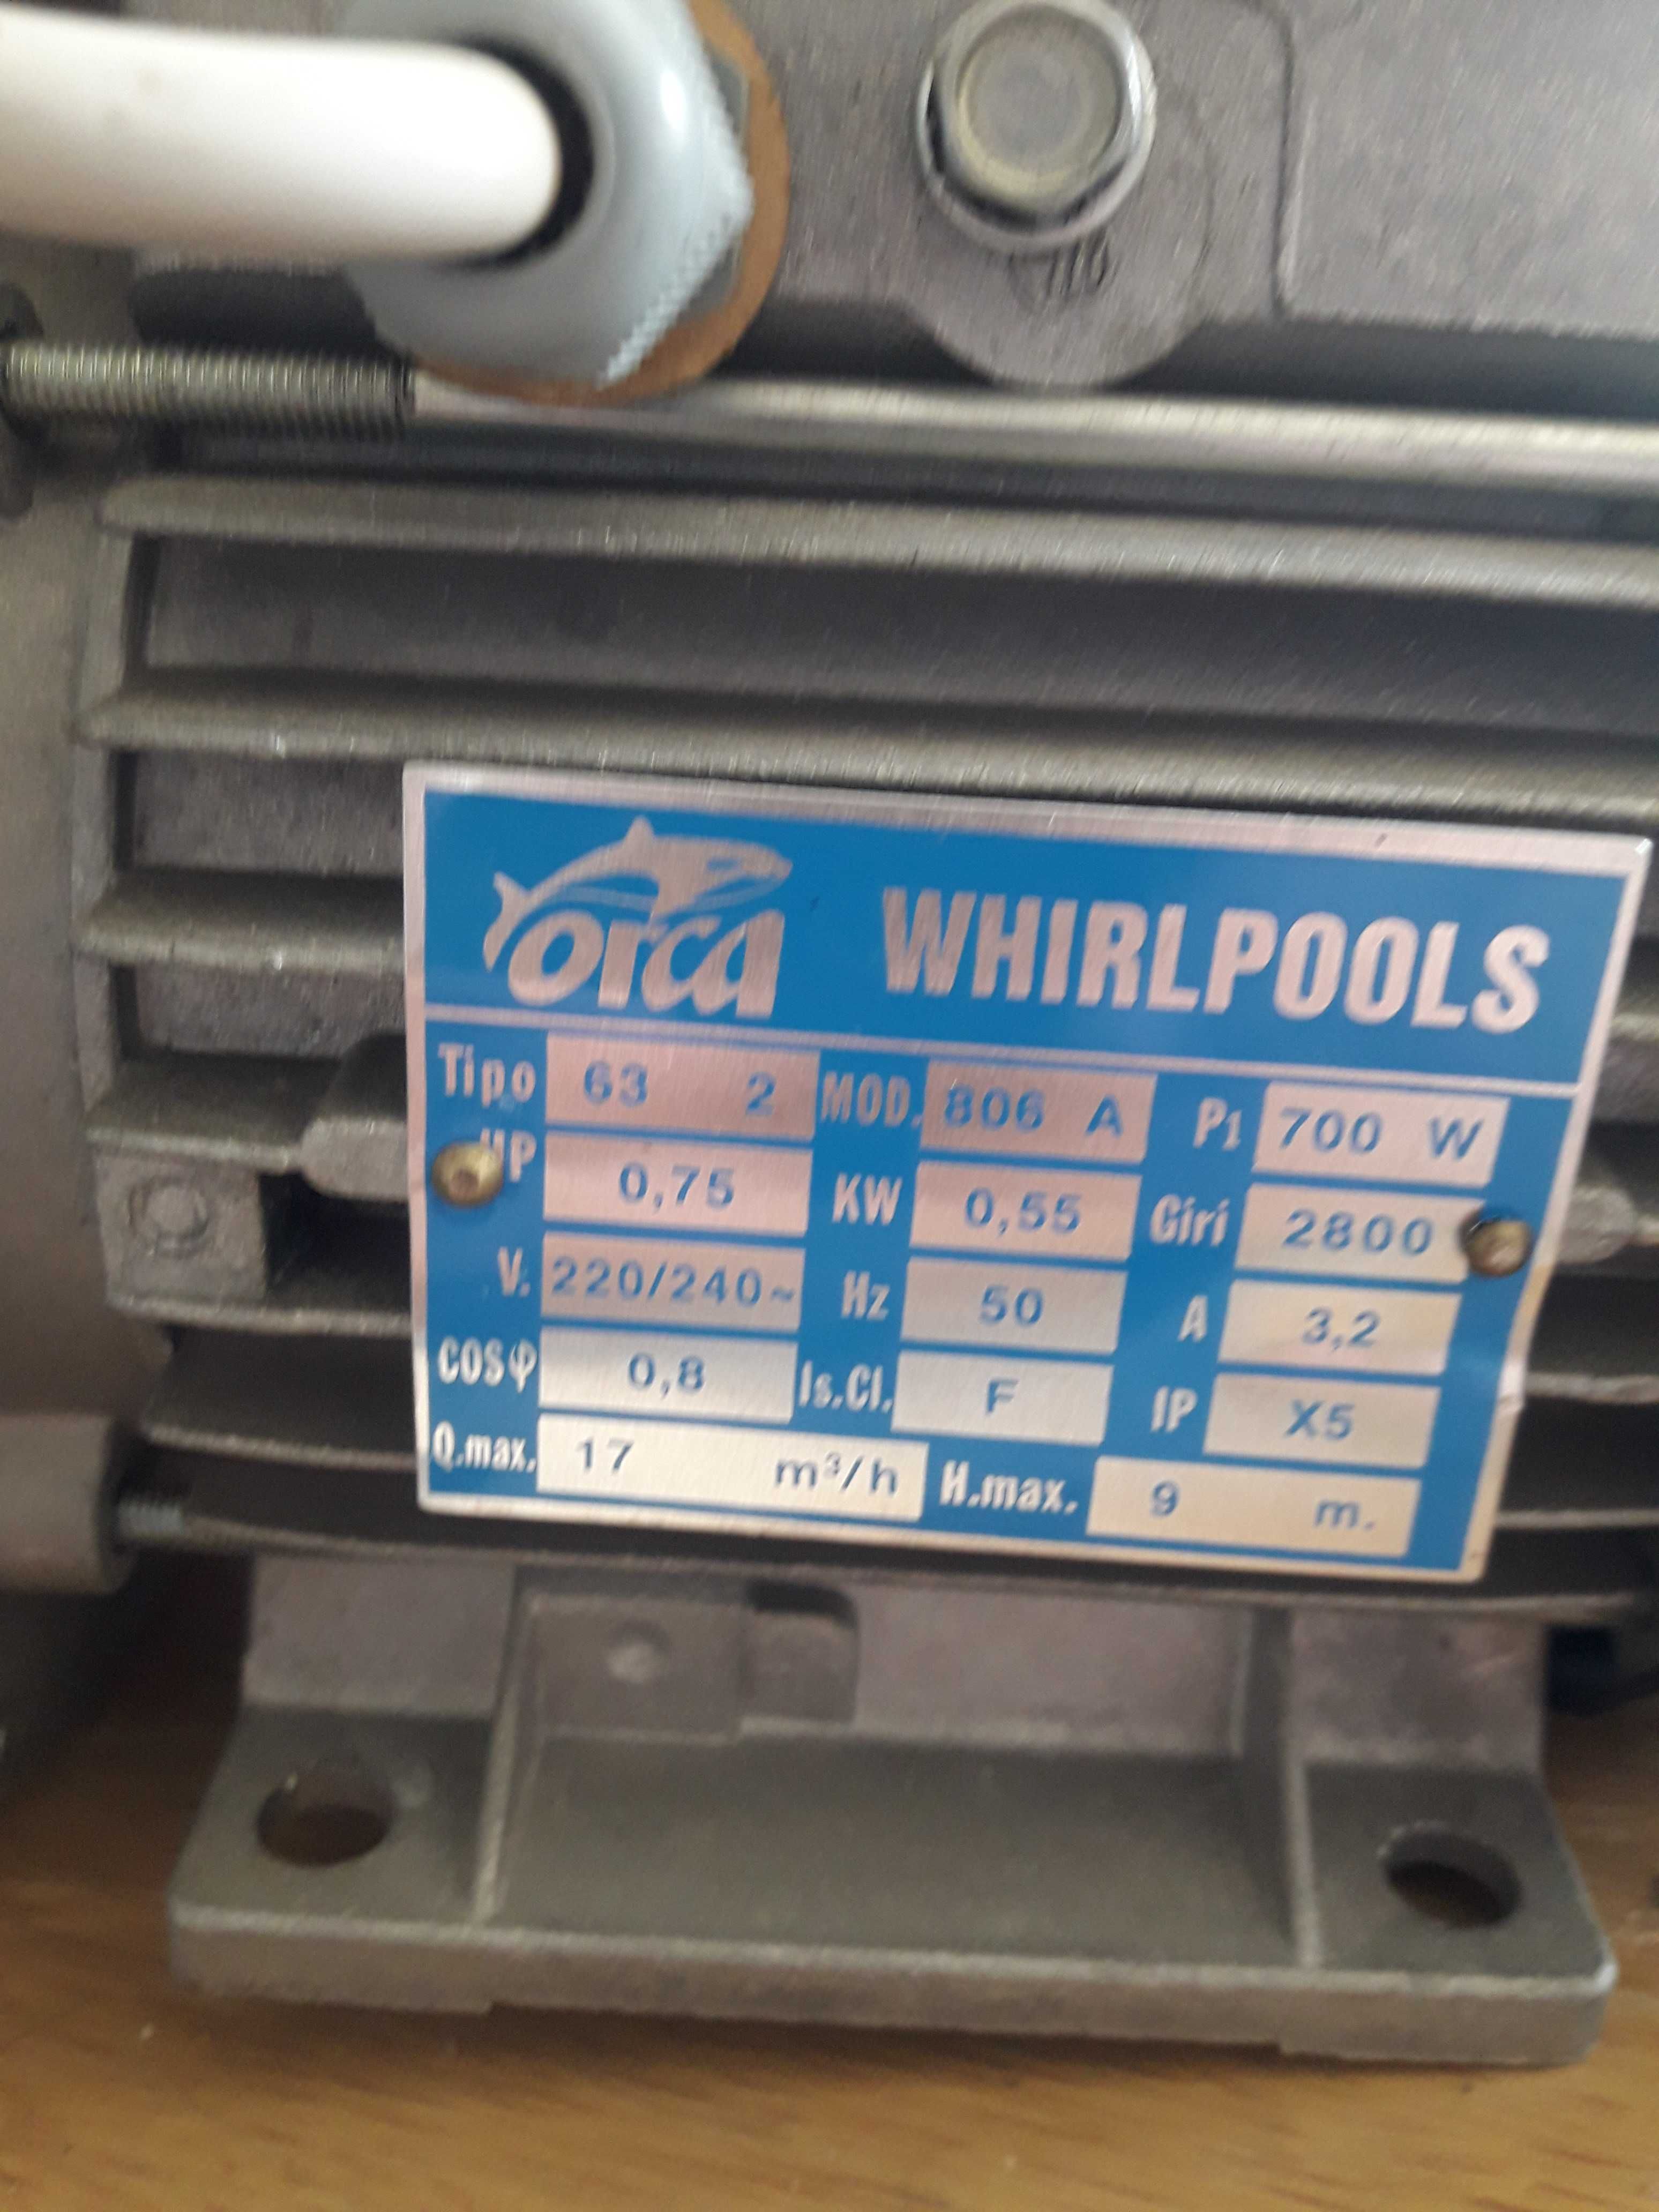 orca WHIRLPOOLS
Tipo 63 2 MOD. 806 A P1 700 W
HP 0,75 KW 0,55 Giri 2800
V. 220/240~ Hz 50 A 3,2
COSφ 0,8 Is.Cl. F IP X5
Q.max. 17 m³/h H.max. 9 m.